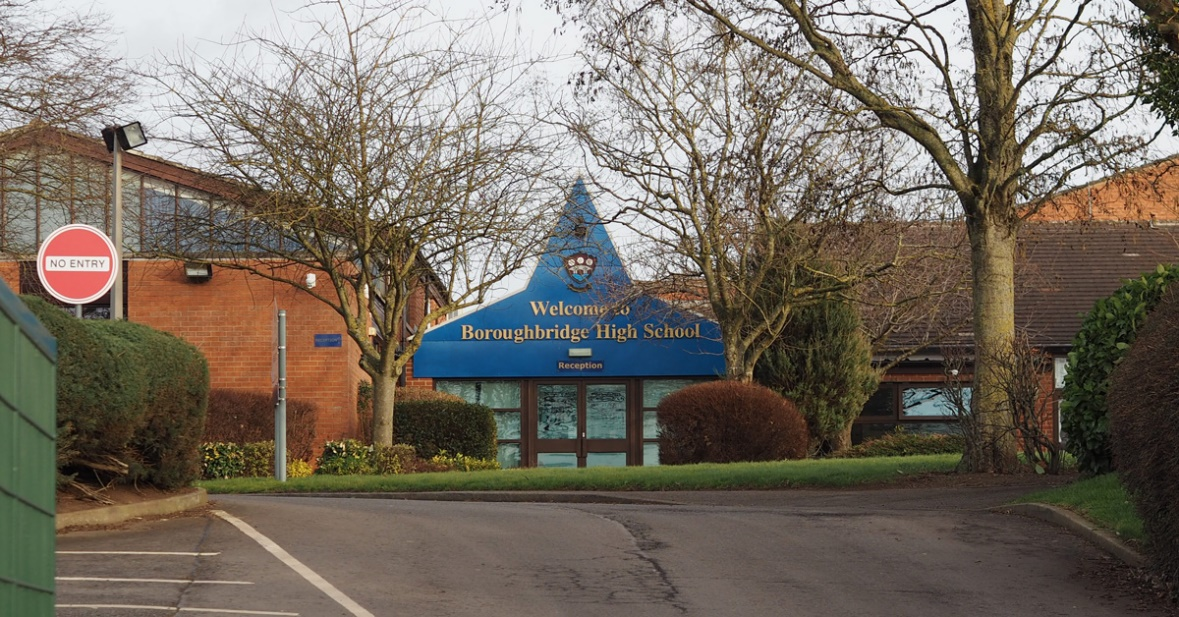 NO ENTRY
Welcome to
Boroughbridge High School
Reception